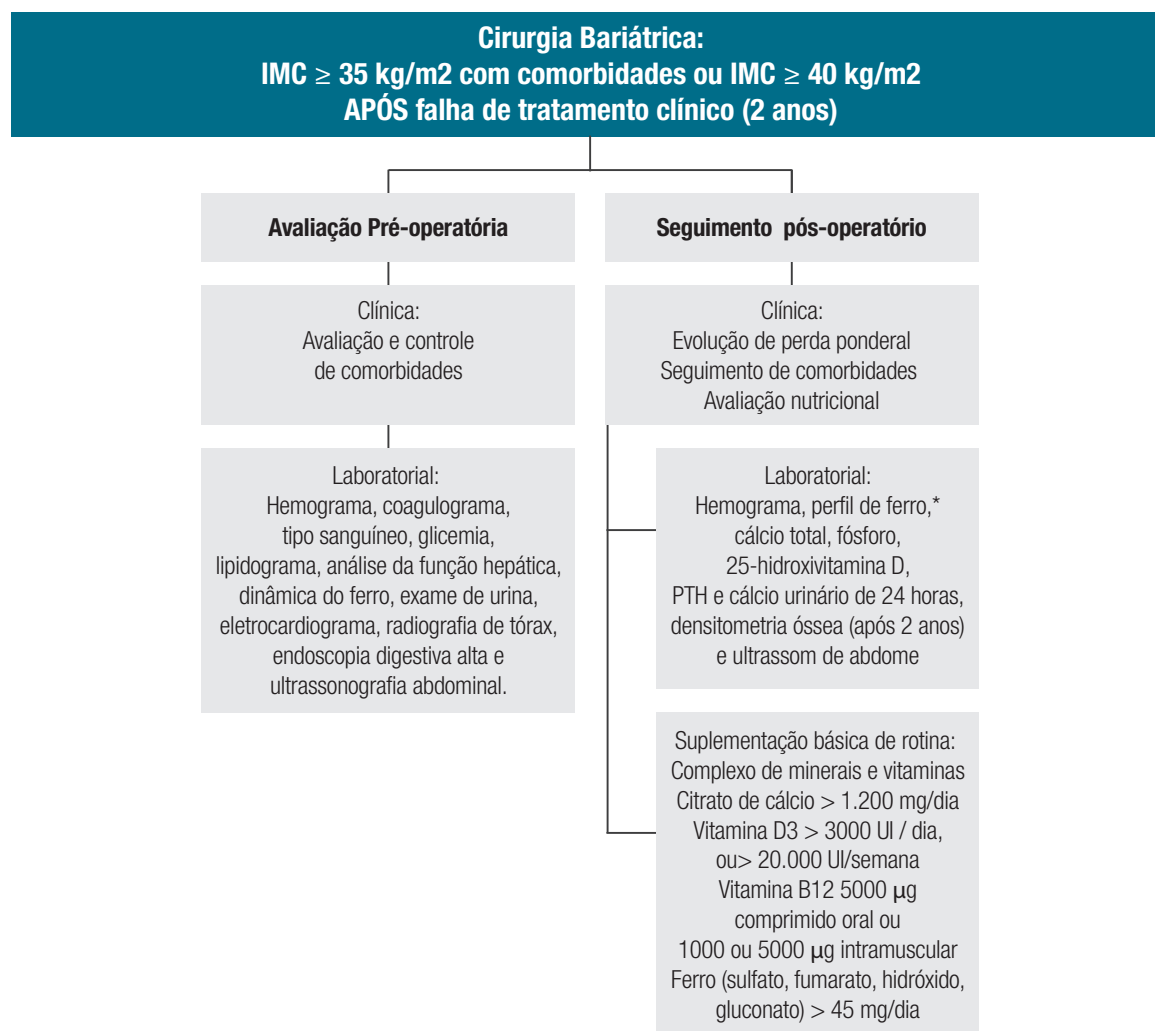 Cirurgia Bariátrica:
IMC ≥ 35 kg/m2 com comorbidades ou IMC ≥ 40 kg/m2
APÓS falha de tratamento clínico (2 anos)
Avaliação Pré-operatória
Clínica:
Avaliação e controle
de comorbidades
Laboratorial:
Hemograma, coagulograma,
tipo sanguíneo, glicemia,
lipidograma, análise da função hepática,
dinâmica do ferro, exame de urina,
eletrocardiograma, radiografia de tórax,
endoscopia digestiva alta e
ultrassonografia abdominal.
Seguimento pós-operatório
Clínica:
Evolução de perda ponderal
Seguimento de comorbidades
Avaliação nutricional
Laboratorial:
Hemograma, perfil de ferro,*
cálcio total, fósforo,
25-hidroxivitamina D,
PTH e cálcio urinário de 24 horas,
densitometria óssea (após 2 anos)
e ultrassom de abdome
Suplementação básica de rotina:
Complexo de minerais e vitaminas
Citrato de cálcio > 1.200 mg/dia
Vitamina D3 > 3000 UI / dia,
ou> 20.000 UI/semana
Vitamina B12 5000 µg
comprimido oral ou
1000 ou 5000 µg intramuscular
Ferro (sulfato, fumarato, hidróxido,
gluconato) > 45 mg/dia